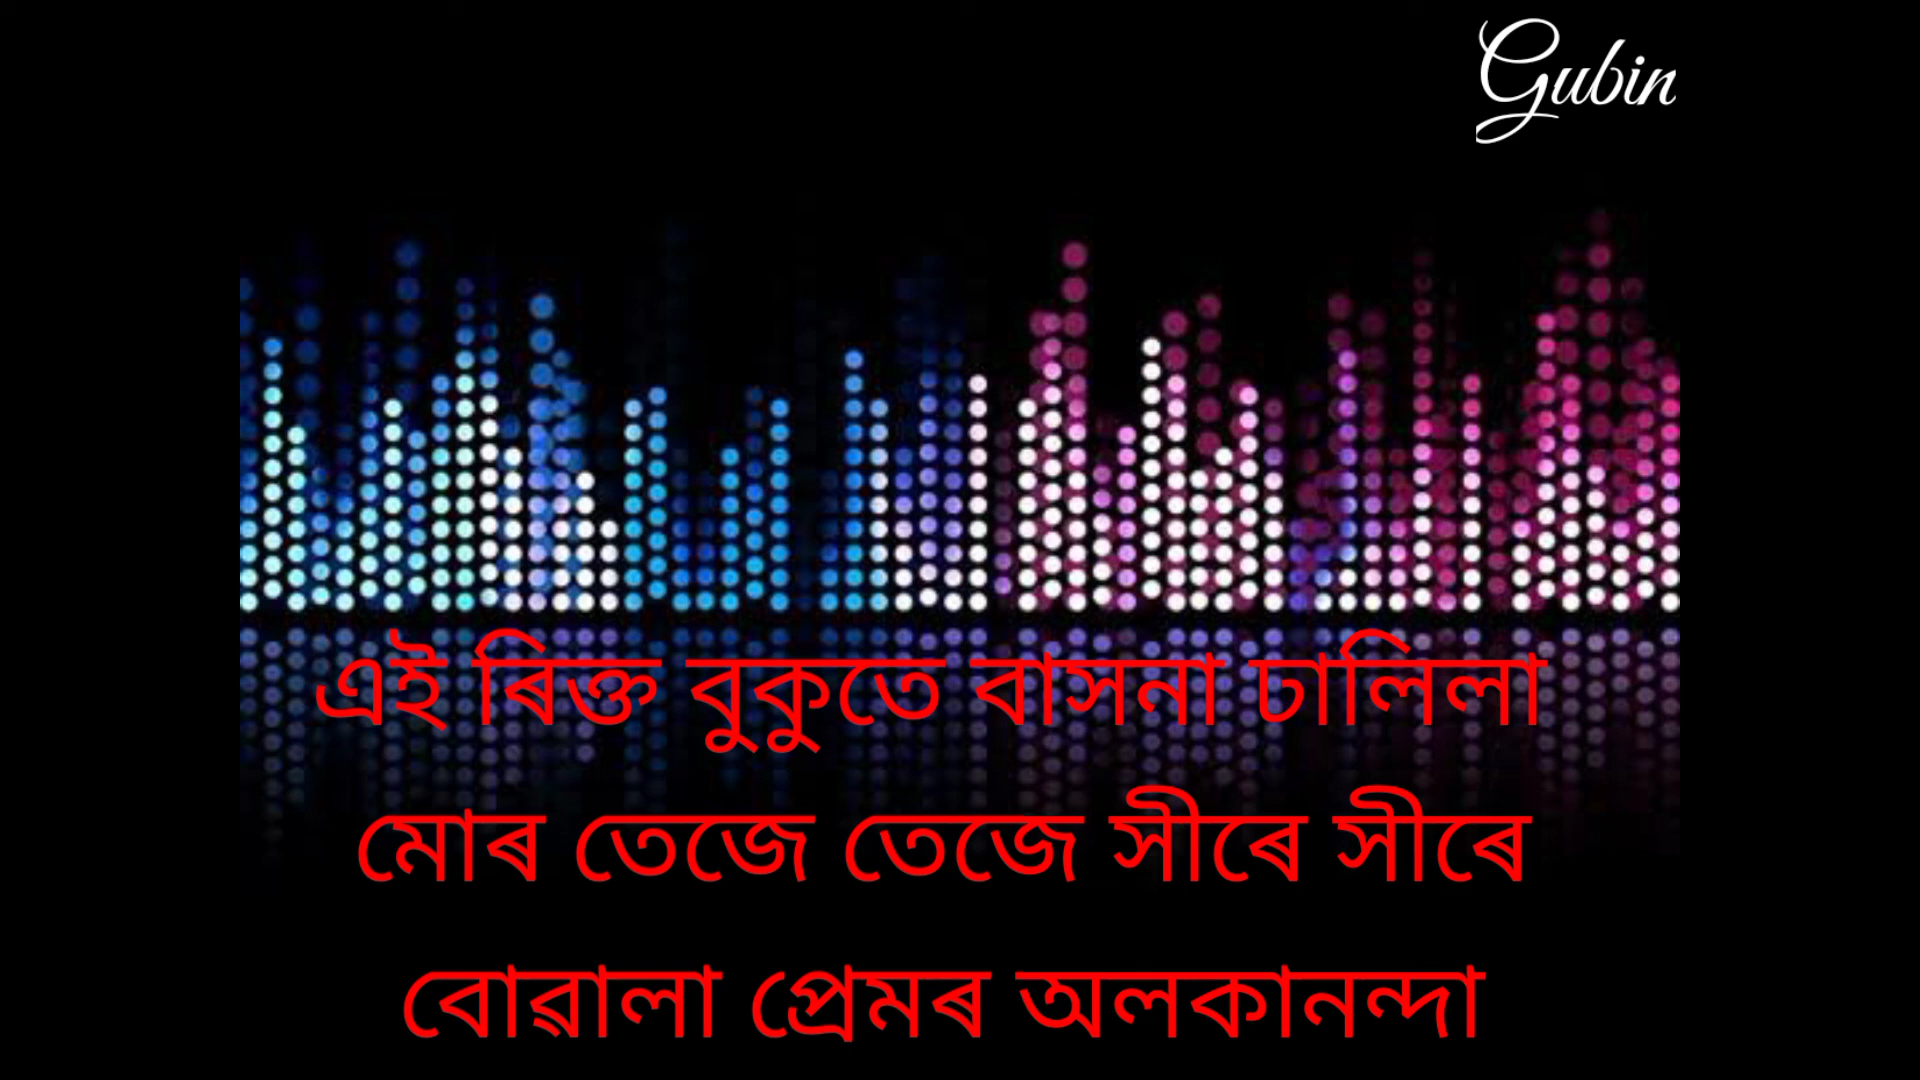 Gubin
এই ৰিক্ত বুকুতে বাসনা ঢালিলা
মোৰ তেজে তেজে সীৰে সীৰে
বোৱালা প্ৰেমৰ অলকানন্দা